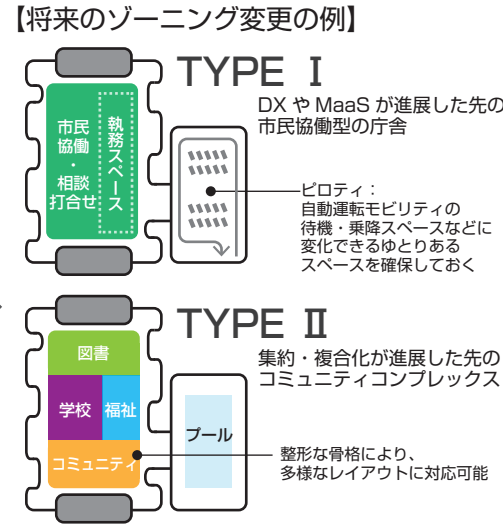 【将来のゾーニング変更の例】
TYPE Ⅰ
DX や MaaS が進展した先の
市民協働型の庁舎
市民
協働
・
相談
打合せ
執務スペース
ピロティ：
自動運転モビリティの
待機・乗降スペースなどに
変化できるゆとりある
スペースを確保しておく
TYPE Ⅱ
集約・複合化が進展した先の
コミュニティコンプレックス
図書
学校
福祉
コミュニティ
プール
整形な骨格により、
多様なレイアウトに対応可能